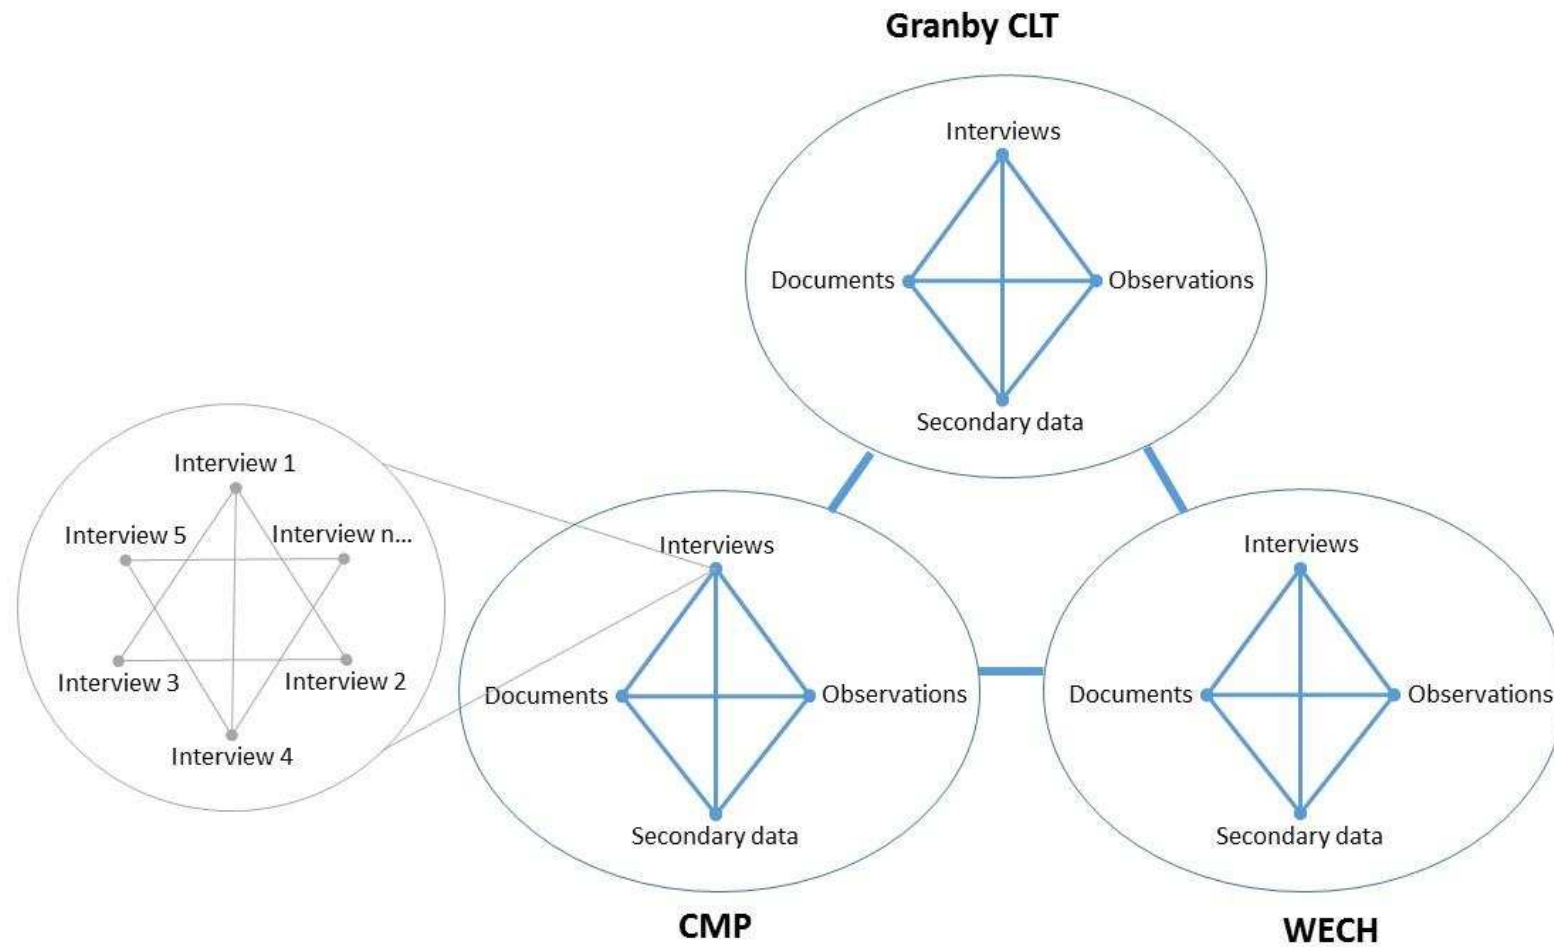 Granby CLT
Interviews
Documents
Observations
Secondary data
Interview 1
Interview 5
Interview n...
Interview 3
Interview 2
Interview 4
Interviews
Documents
Observations
Secondary data
CMP
Interviews
Documents
Observations
Secondary data
WECH